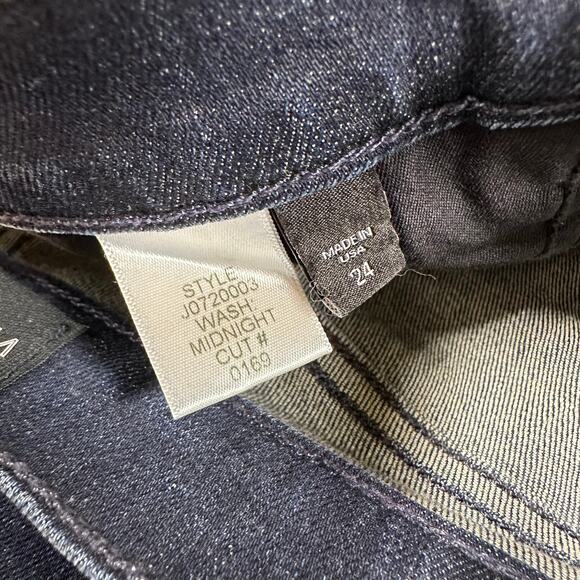 STYLE:
J0720003
WASH:
MIDNIGHT
CUT #
0169
MADE IN
USA
24